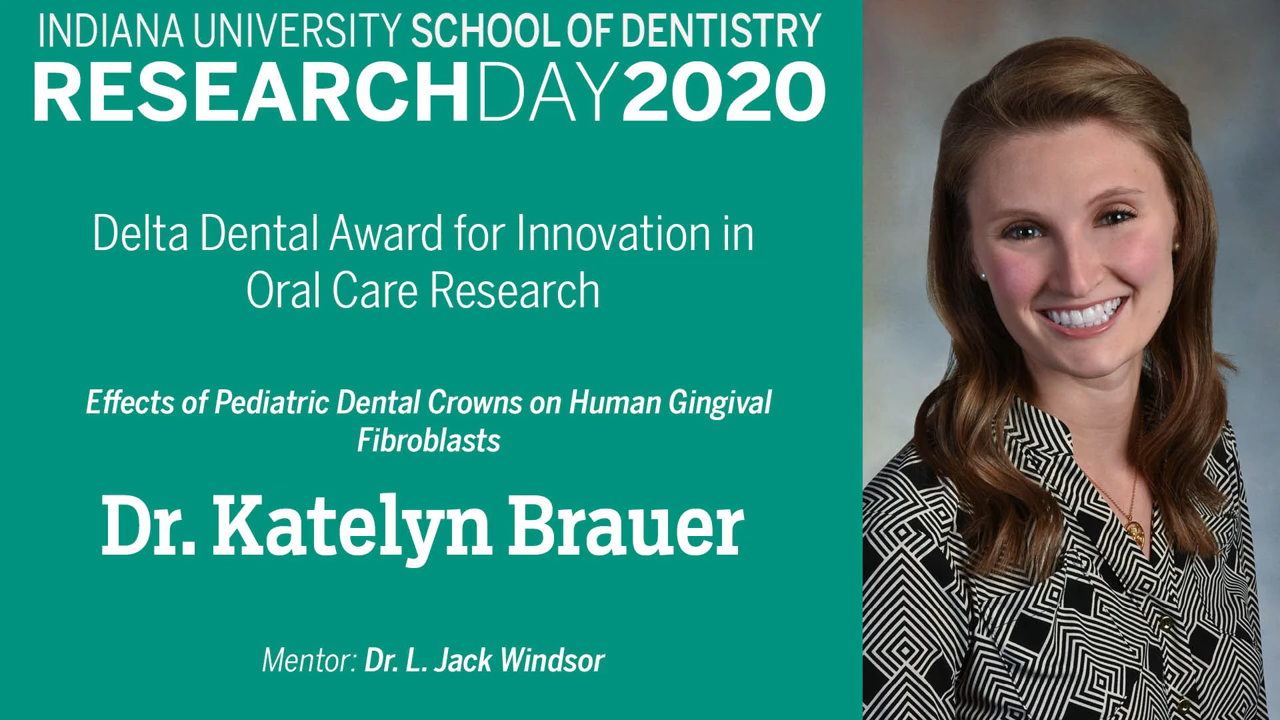 INDIANA UNIVERSITY SCHOOL OF DENTISTRY
RESEARCHDAY2020
Delta Dental Award for Innovation in
Oral Care Research
Effects of Pediatric Dental Crowns on Human Gingival
Fibroblasts
Dr. Katelyn Brauer
Mentor: Dr. L. Jack Windsor